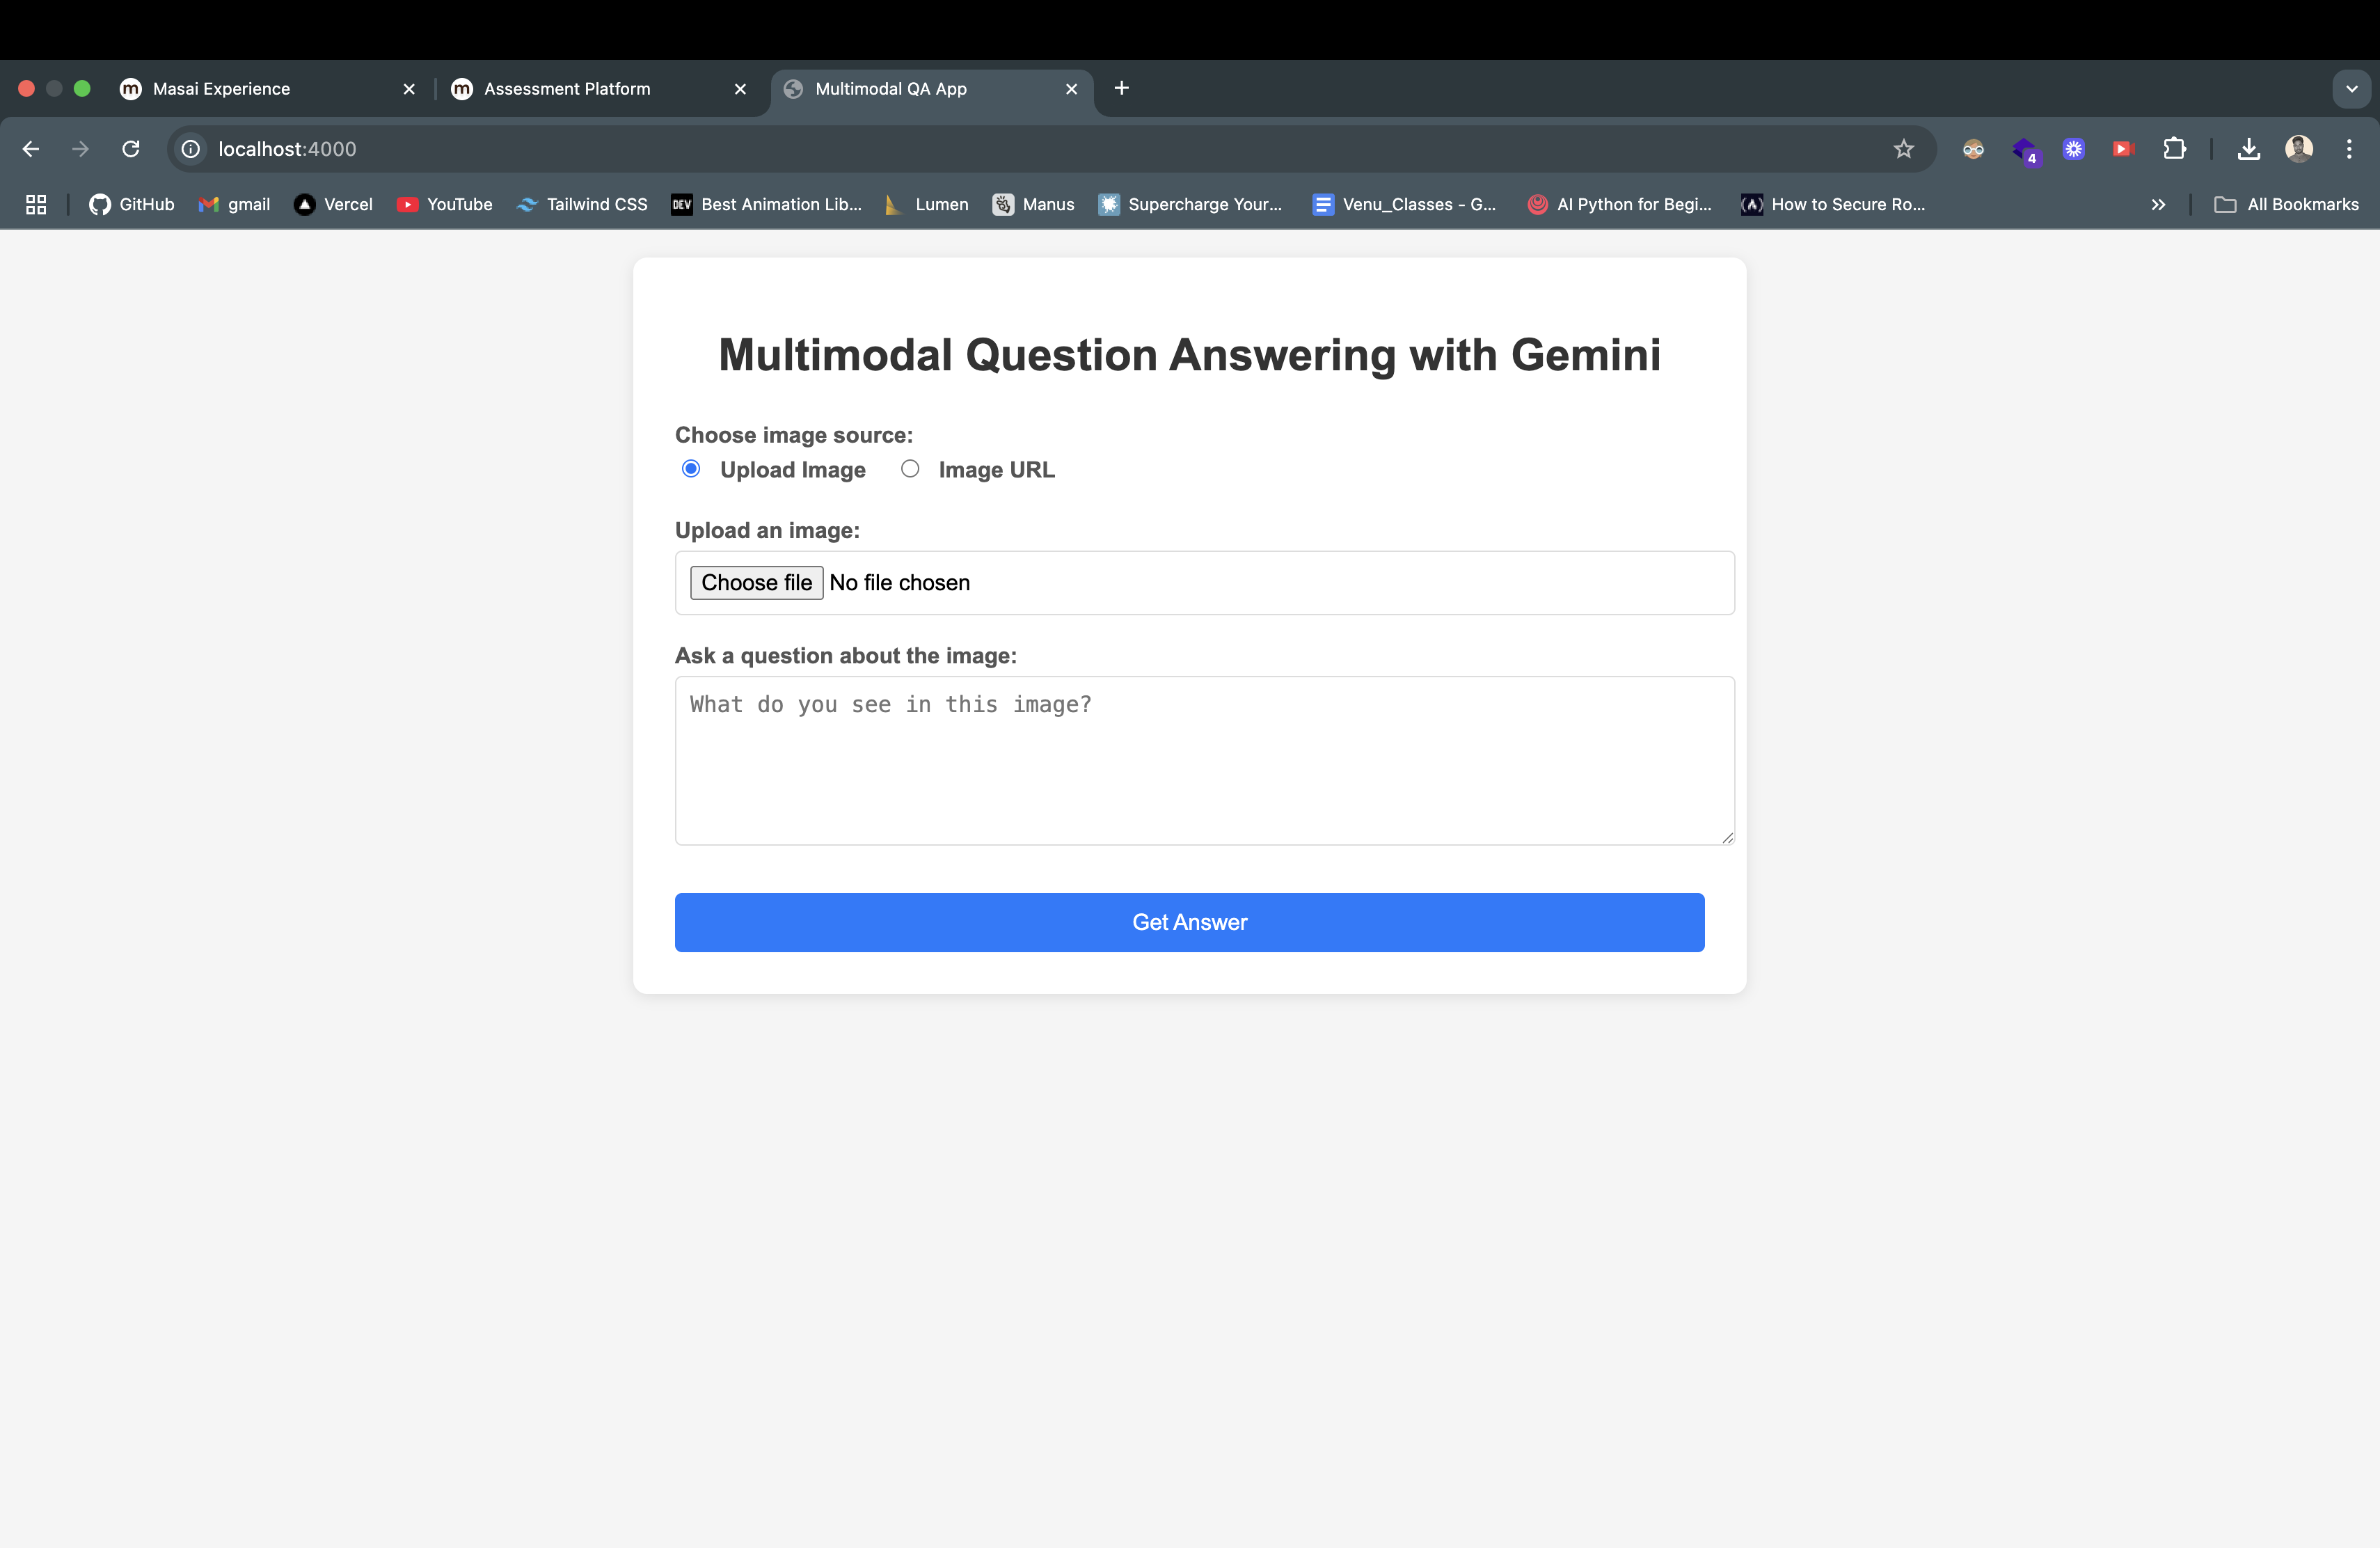 Masai Experience
Assessment Platform
Multimodal QA App
localhost:4000
4
GitHub
gmail
Vercel
YouTube
Tailwind CSS
DEV
Best Animation Lib...
Lumen
Manus
Supercharge Your...
Venu_Classes - G...
AI Python for Begi...
How to Secure Ro...
All Bookmarks
Multimodal Question Answering with Gemini
Choose image source:
Upload Image
Image URL
Upload an image:
Choose file No file chosen
Ask a question about the image:
What do you see in this image?
Get Answer